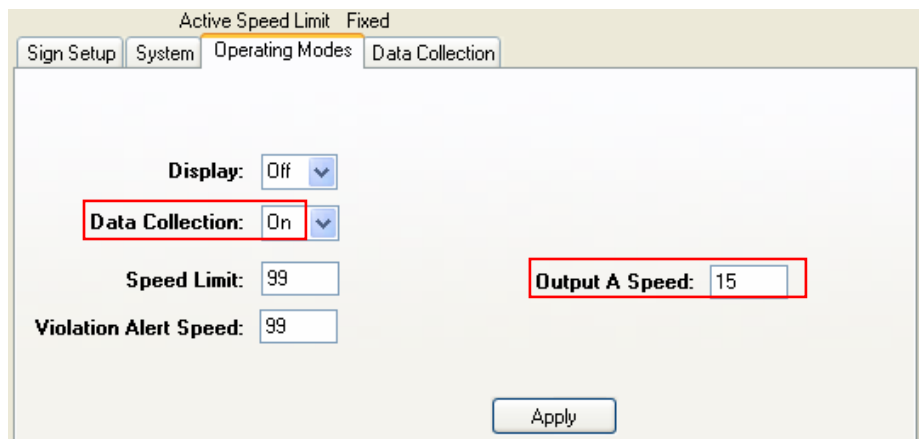 Active Speed Limit Fixed
Sign Setup System Operating Modes Data Collection
Display: Off
Data Collection: On
Speed Limit: 99 Output A Speed: 15
Violation Alert Speed: 99
Apply